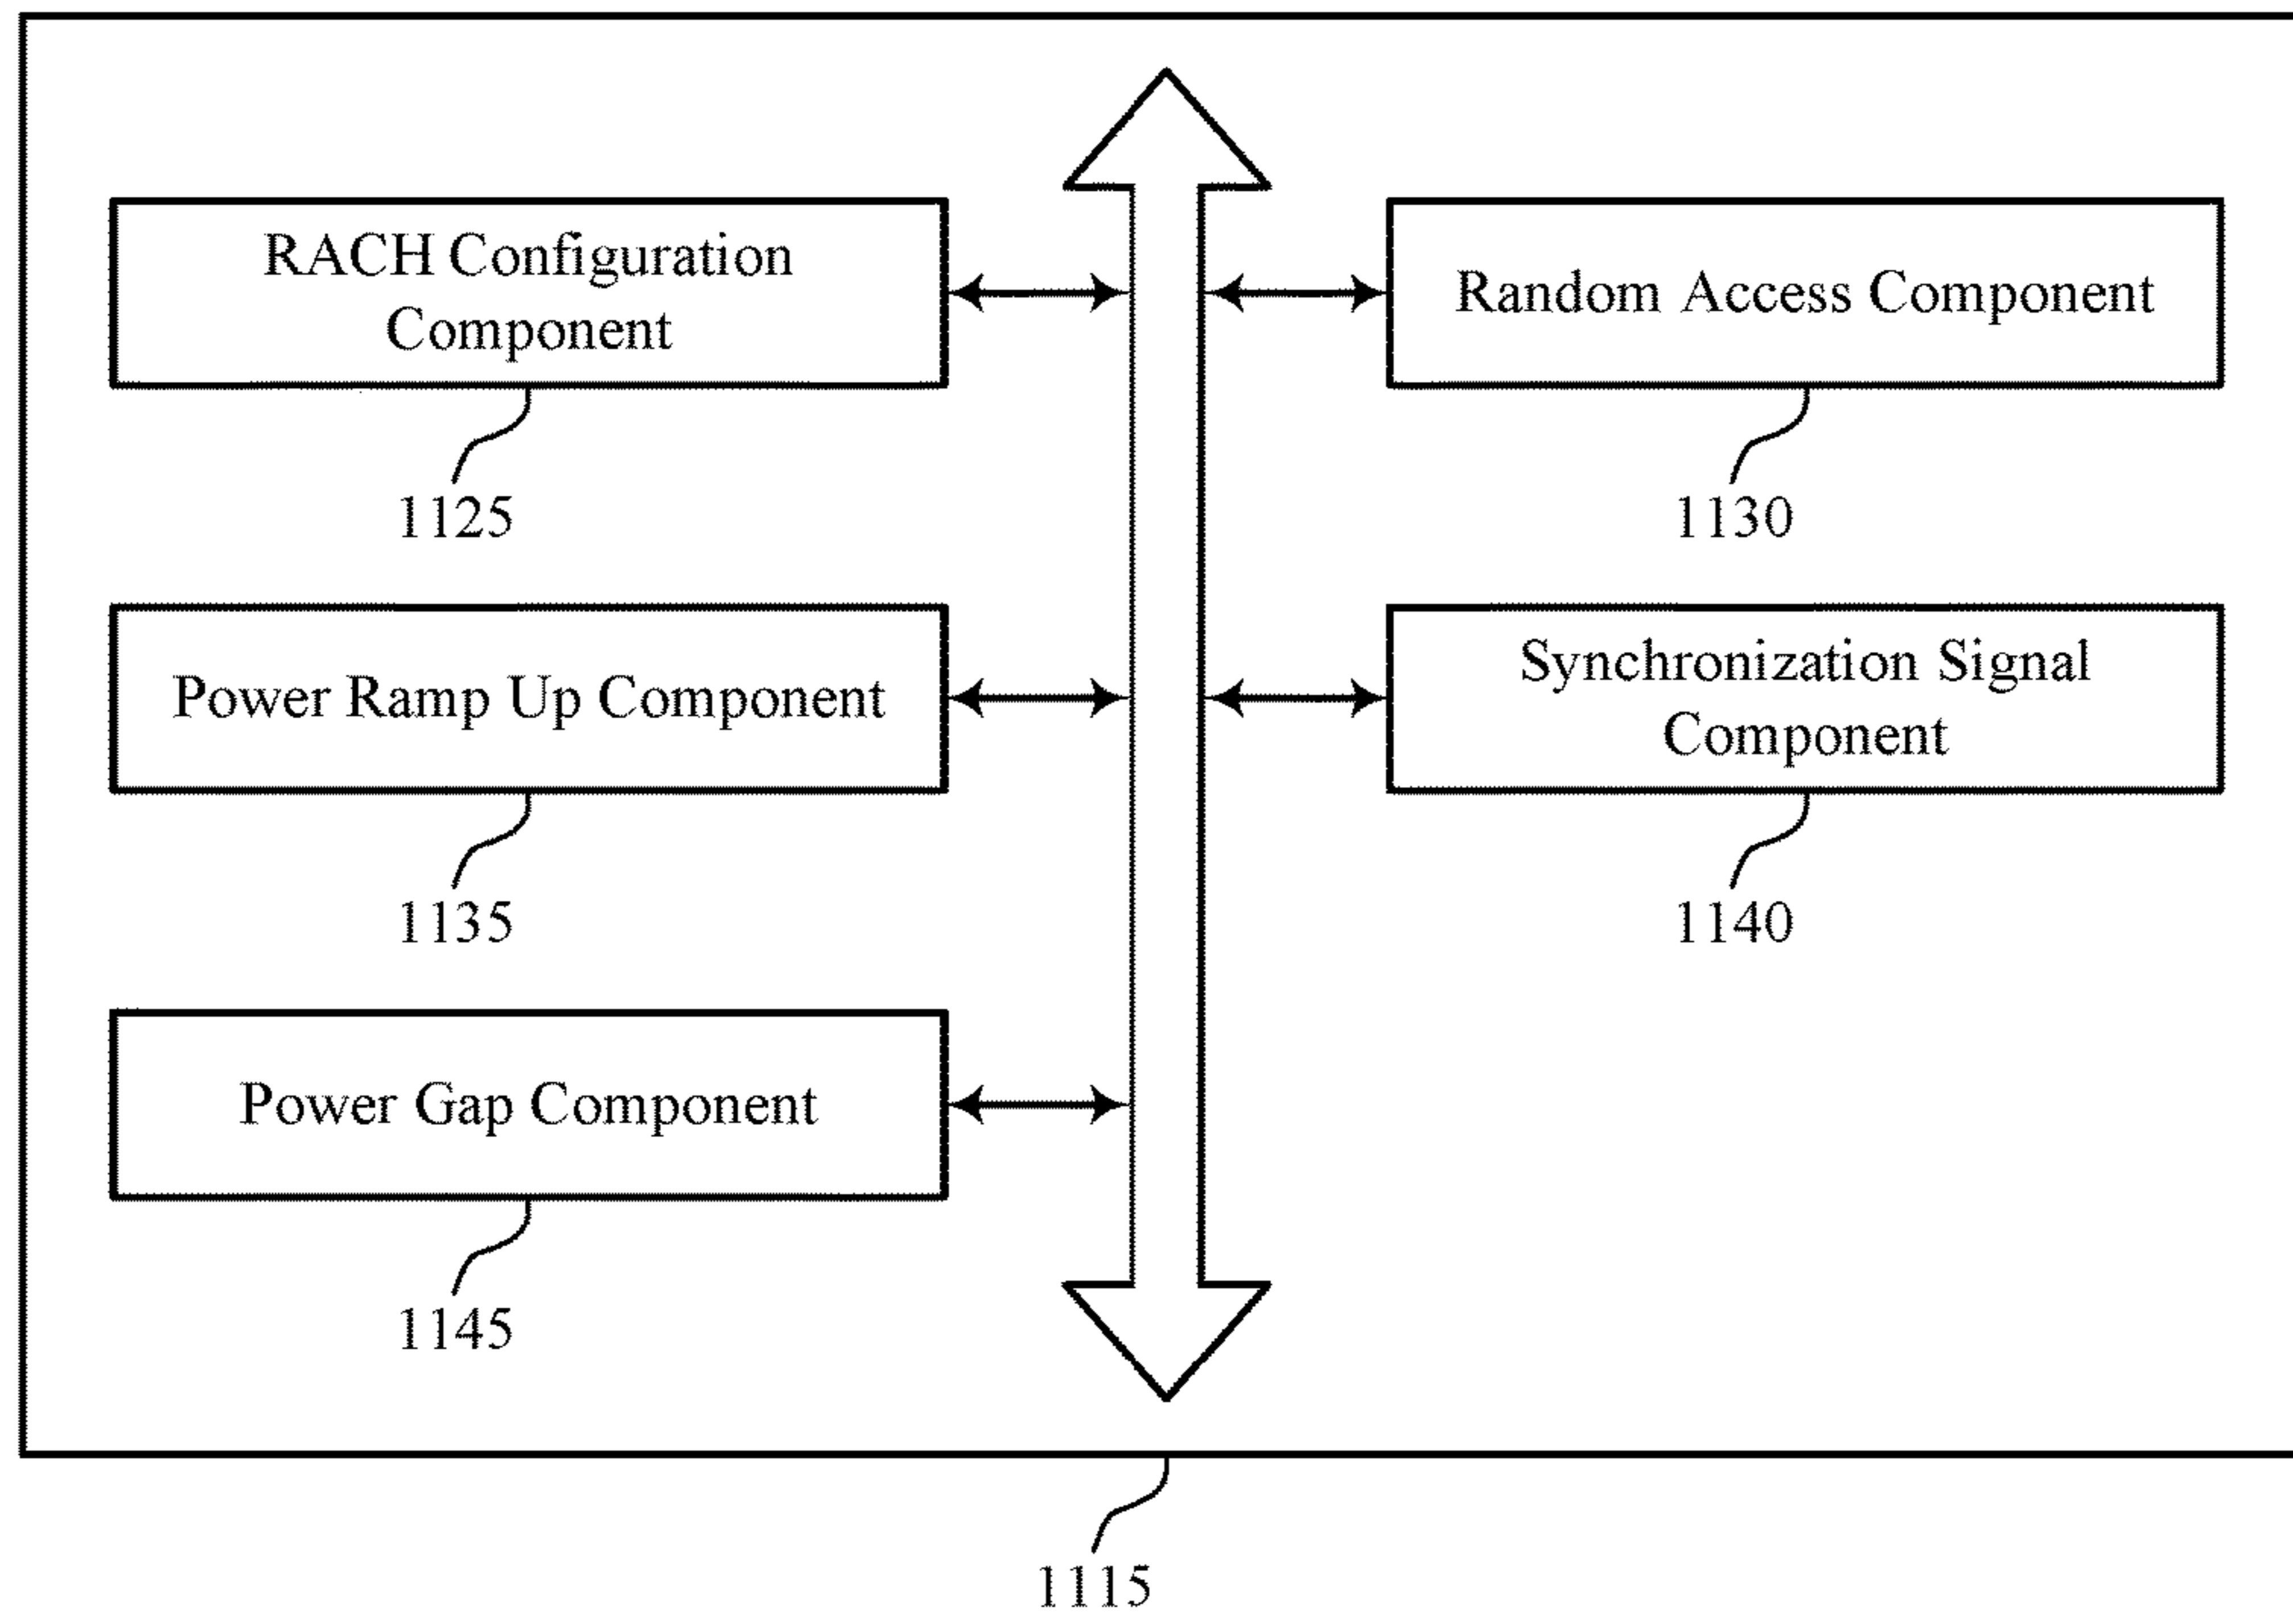 RACH Configuration
Component
1125
Random Access Component
1130
Power Ramp Up Component
1135
Synchronization Signal
Component
1140
Power Gap Component
1145
1115